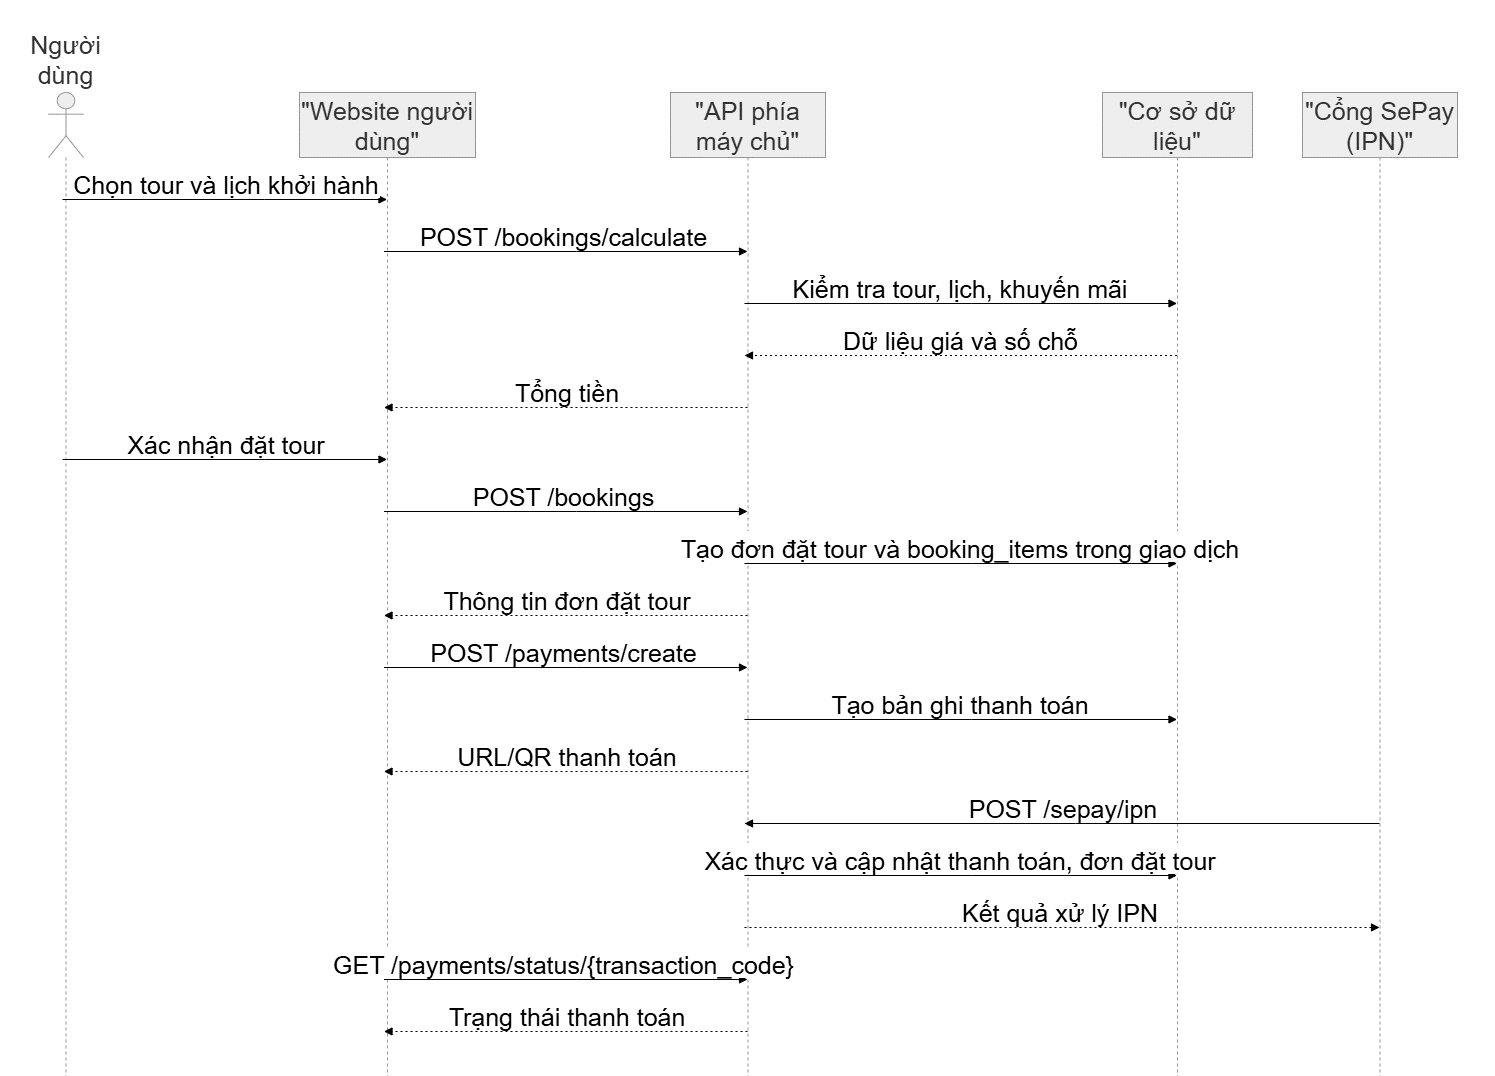 Người
dùng
"Website người
dùng"
"API phía
máy chủ"
"Cơ sở dữ
liệu"
"Cổng SePay
(IPN)"
Chọn tour và lịch khởi hành
POST /bookings/calculate
Kiểm tra tour, lịch, khuyến mãi
Dữ liệu giá và số chỗ
Tổng tiền
Xác nhận đặt tour
POST /bookings
Tạo đơn đặt tour và booking_items trong giao dịch
Thông tin đơn đặt tour
POST /payments/create
Tạo bản ghi thanh toán
URL/QR thanh toán
POST /sepay/ipn
Xác thực và cập nhật thanh toán, đơn đặt tour
Kết quả xử lý IPN
GET /payments/status/{transaction_code}
Trạng thái thanh toán